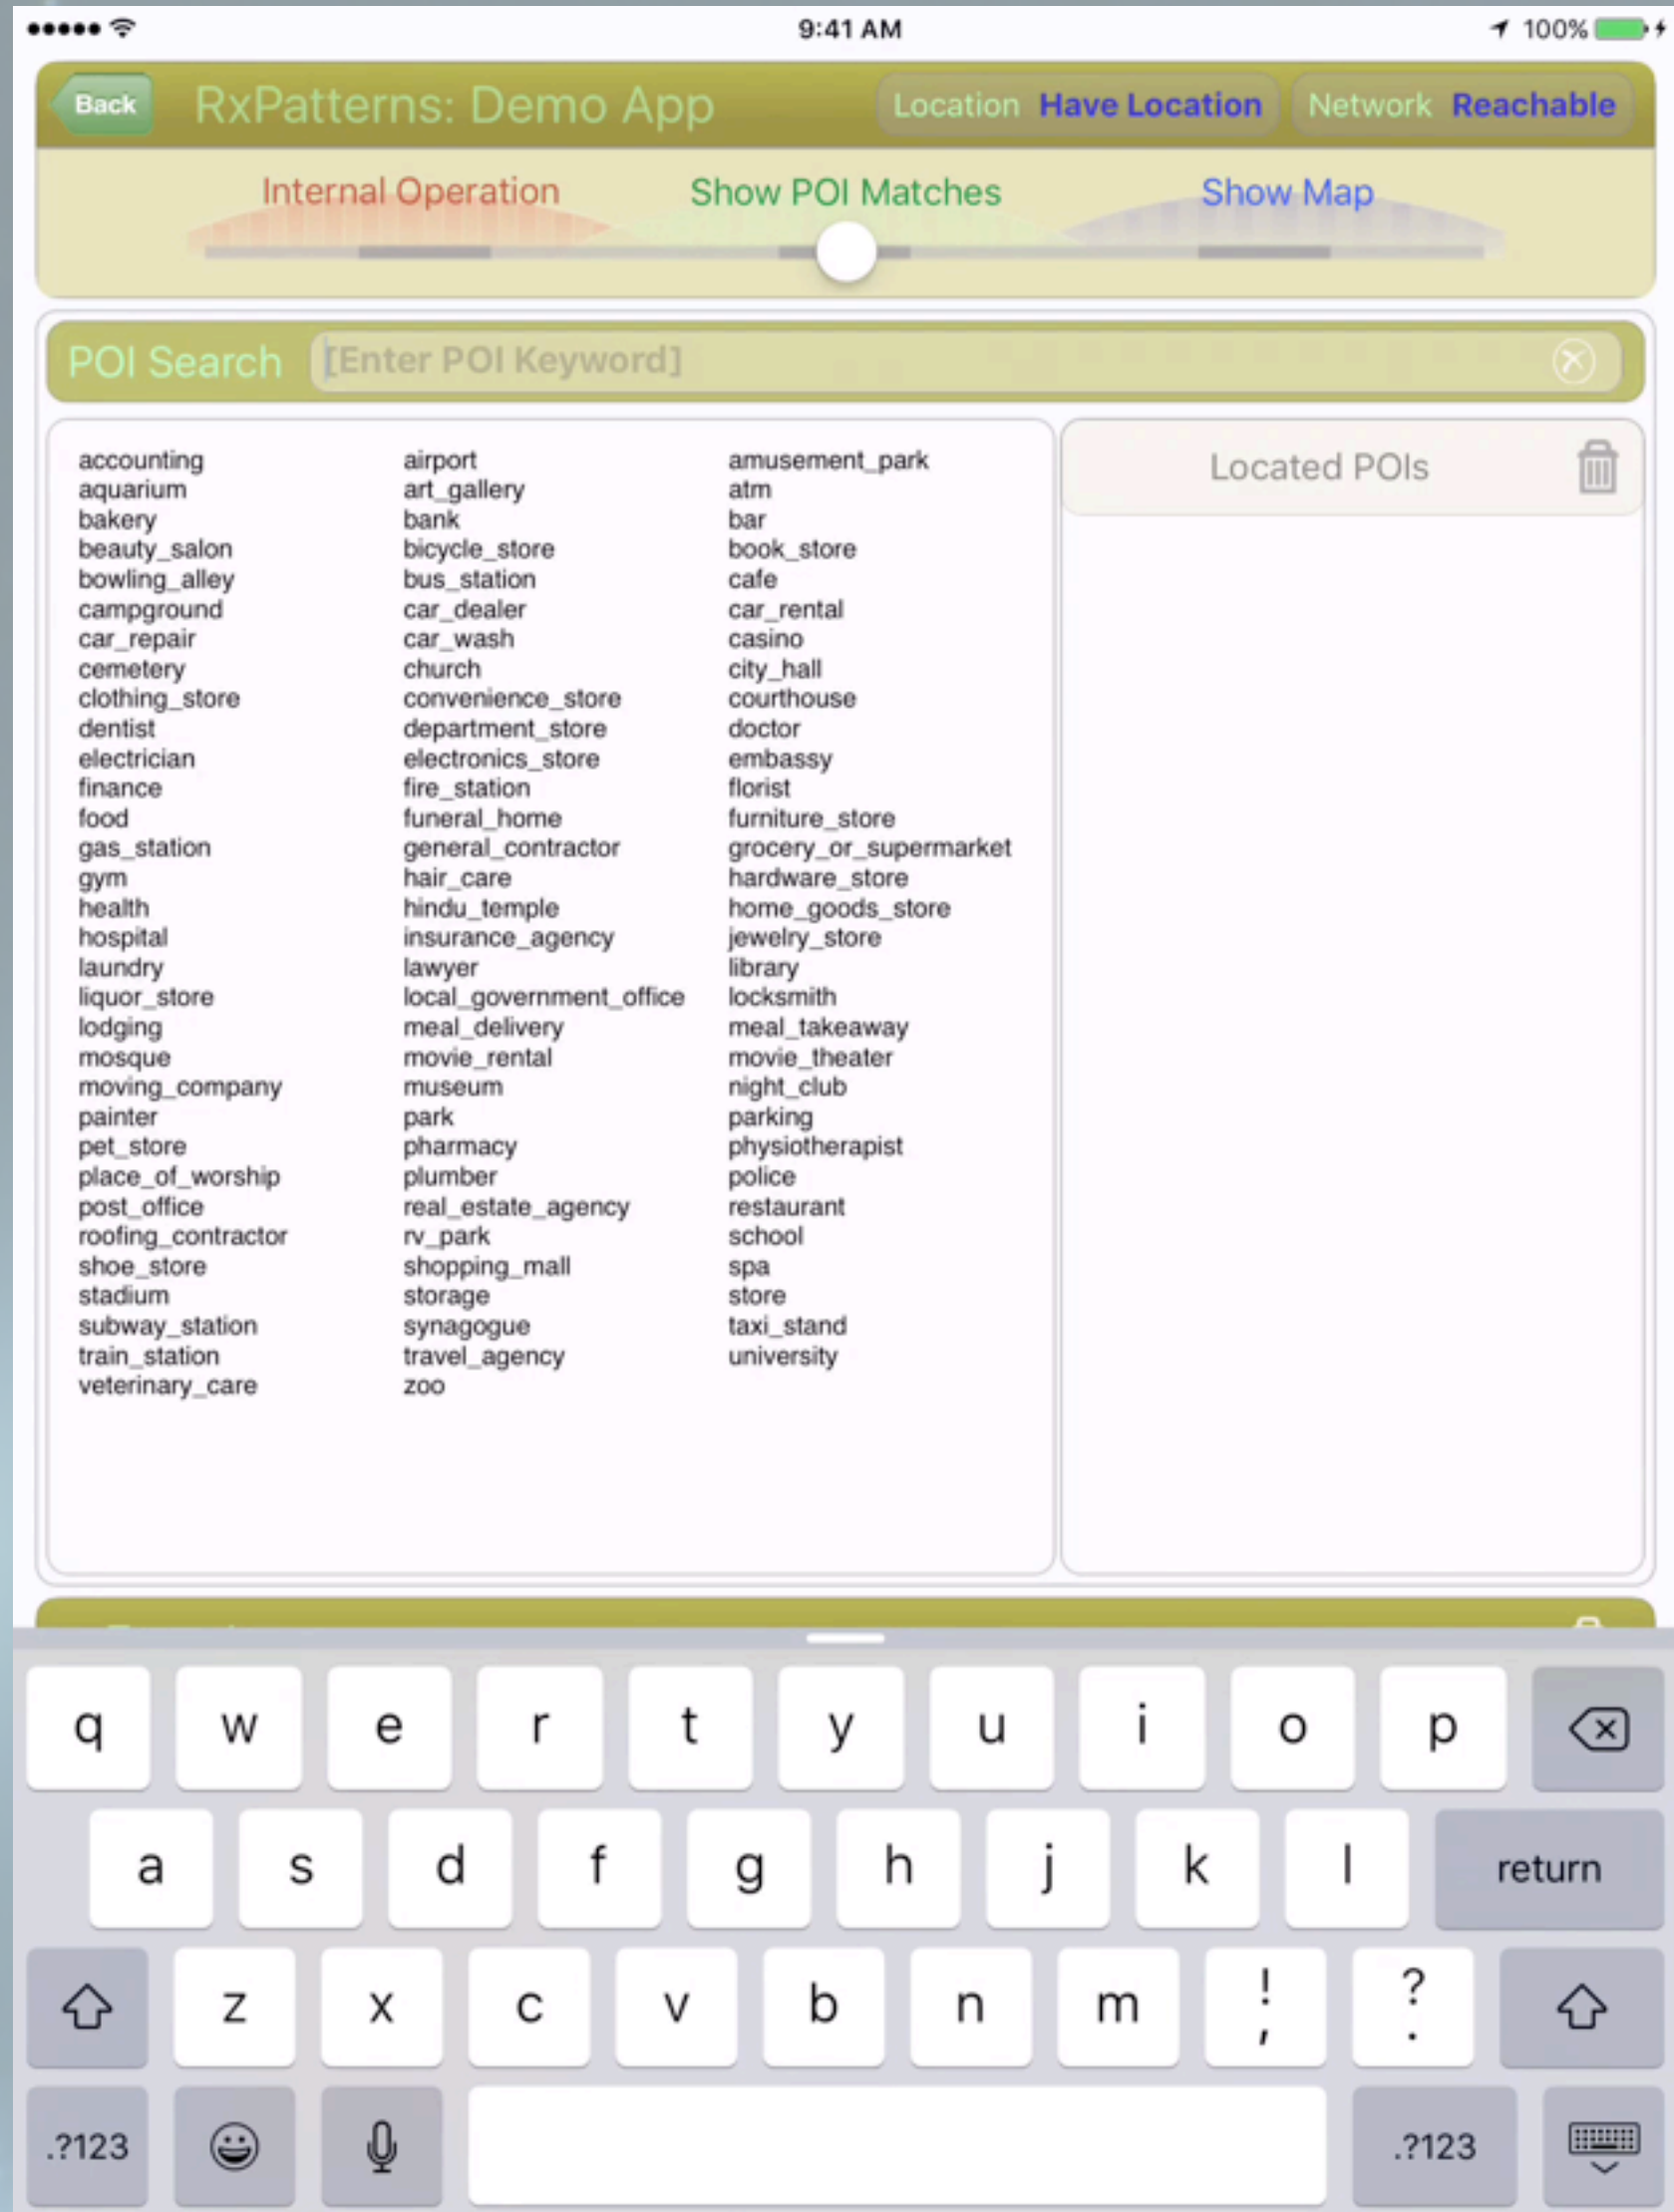 9:41 AM 100%
Back RxPatterns: Demo App Location Have Location Network Reachable
Internal Operation Show POI Matches Show Map
POI Search [Enter POI Keyword]
Located POIs
accounting airport amusement_park
aquarium art_gallery atm
bakery bank bar
beauty_salon bicycle_store book_store
bowling_alley bus_station cafe
campground car_dealer car_rental
car_repair car_wash casino
cemetery church city_hall
clothing_store convenience_store courthouse
dentist department_store doctor
electrician electronics_store embassy
finance fire_station florist
food funeral_home furniture_store
gas_station general_contractor grocery_or_supermarket
gym hair_care hardware_store
health hindu_temple home_goods_store
hospital insurance_agency jewelry_store
laundry lawyer library
liquor_store local_government_office locksmith
lodging meal_delivery meal_takeaway
mosque movie_rental movie_theater
moving_company museum night_club
painter park parking
pet_store pharmacy physiotherapist
place_of_worship plumber police
post_office real_estate_agency restaurant
roofing_contractor rv_park school
shoe_store shopping_mall spa
stadium storage store
subway_station synagogue taxi_stand
train_station travel_agency university
veterinary_care zoo
q w e r t y u i o p
a s d f g h j k l return
z x c v b n m ! , ? .
.?123 .?123